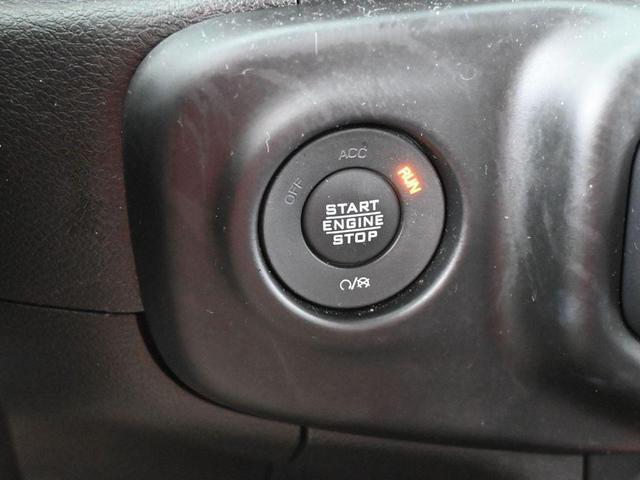 OFF
ACC
RUN
START
ENGINE
STOP